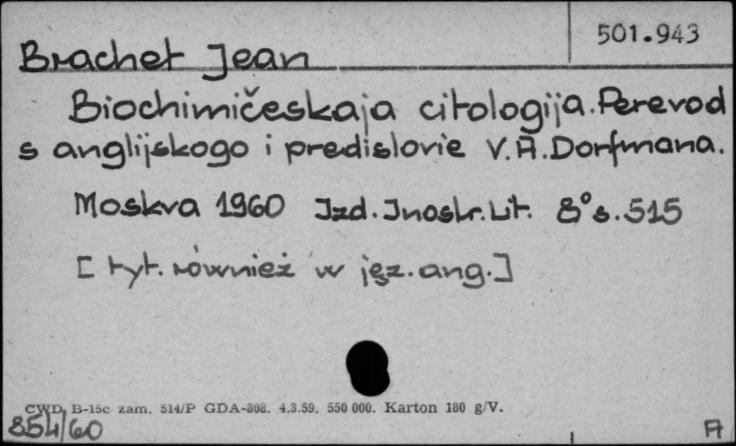 501.943
Brachet Jean
Biochimičeskaja citologija. Perevod
s anglijskogo i predislovie V.A. Dorfmana.
Moskva 1960 Izd. Inostr. Lit. 8° s. 515
[tyt. również w jęz. ang.]
CWD, B-15c zam. 514/P GDA-808. 4.3.59. 550 000. Karton 180 g/V.
854/60
A